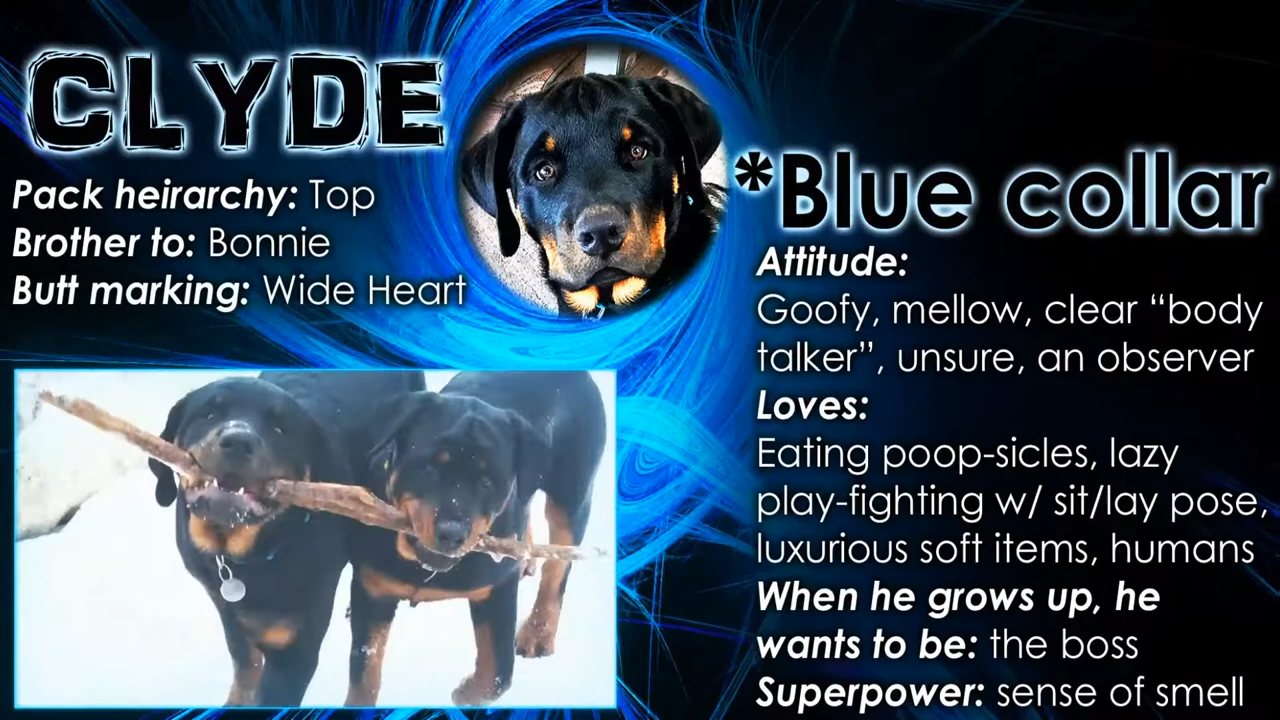 CLYDE
Pack heirarchy: Top
Brother to: Bonnie
Butt marking: Wide Heart
*Blue collar
Attitude:
Goofy, mellow, clear “body
talker”, unsure, an observer
Loves:
Eating poop-sicles, lazy
play-fighting w/ sit/lay pose,
luxurious soft items, humans
When he grows up, he
wants to be: the boss
Superpower: sense of smell